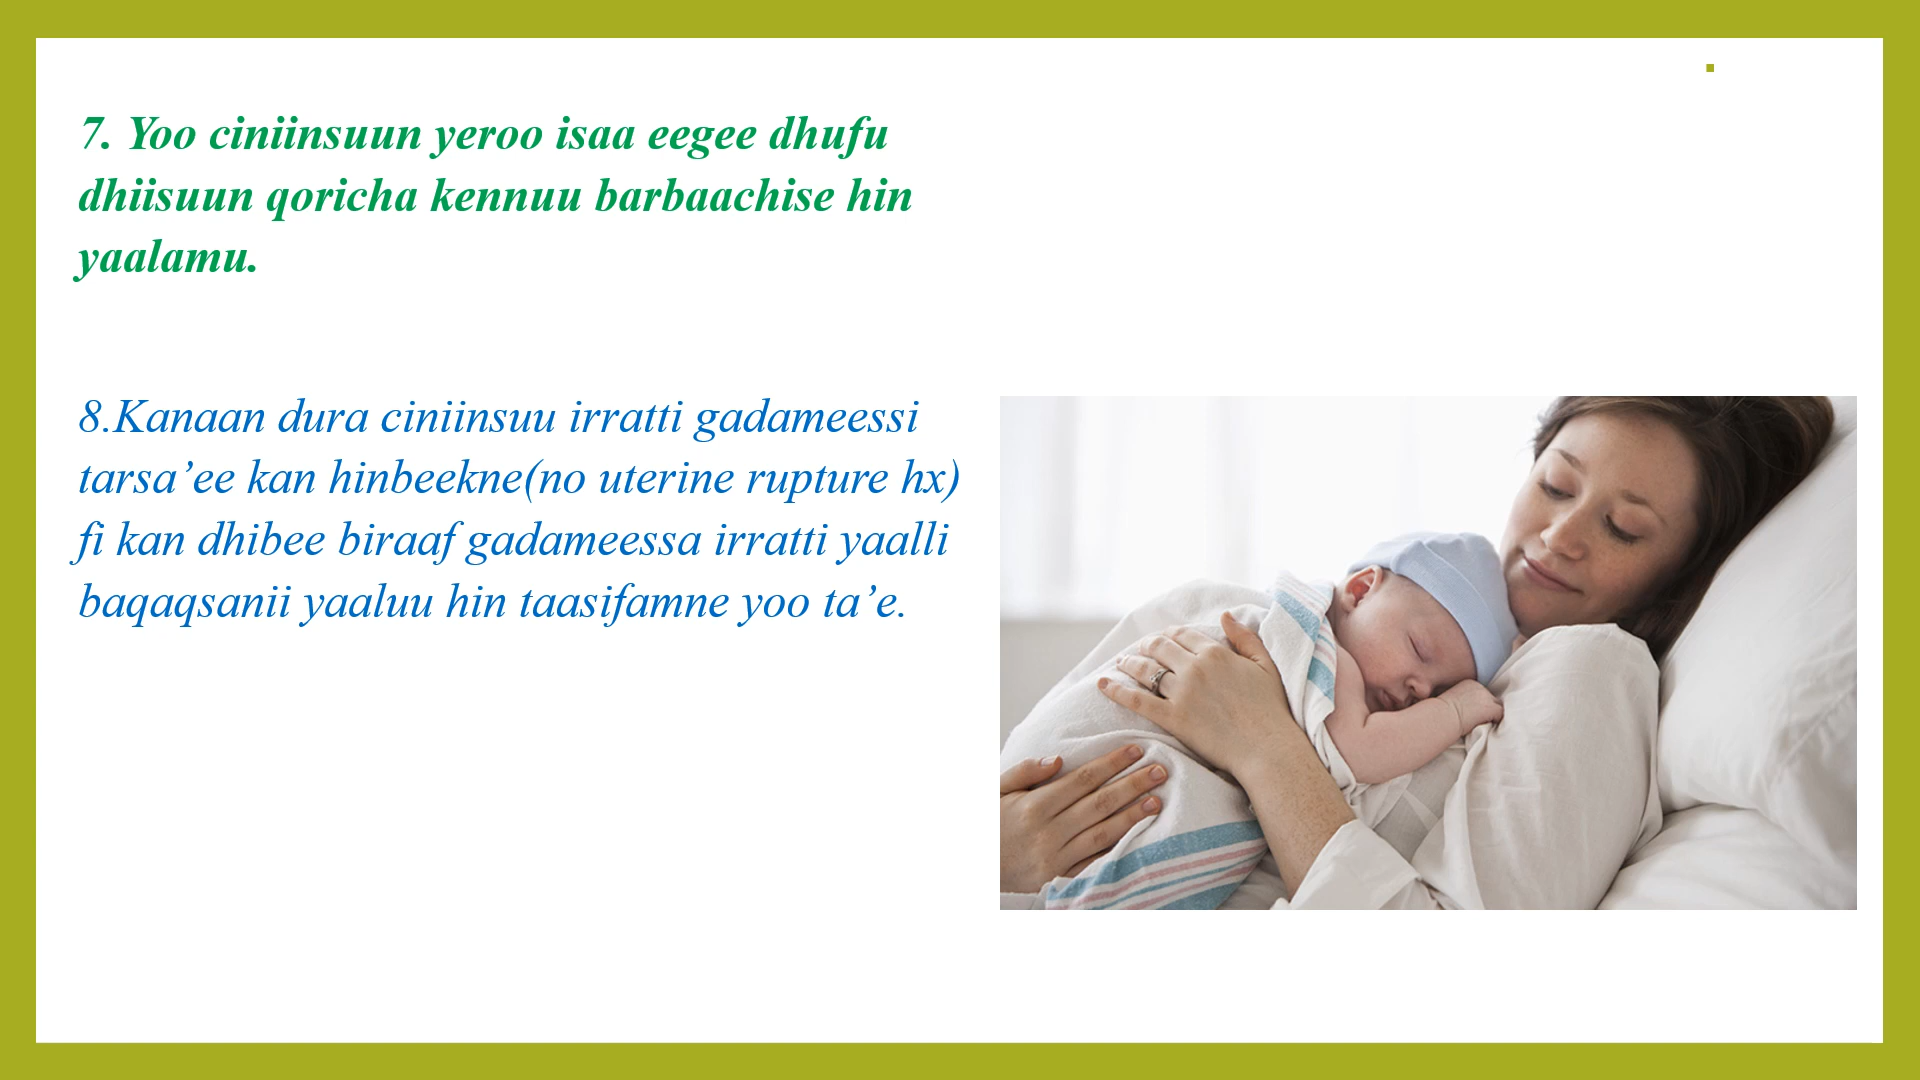 7. Yoo ciniinsuun yeroo isaa eegee dhufu
dhiisuun qoricha kennuu barbaachise hin
yaalamu.
8.Kanaan dura ciniinsuu irratti gadameessi
tarsa’ee kan hinbeekne(no uterine rupture hx)
fi kan dhibee biraaf gadameessa irratti yaalli
baqaqsanii yaaluu hin taasifamne yoo ta’e.